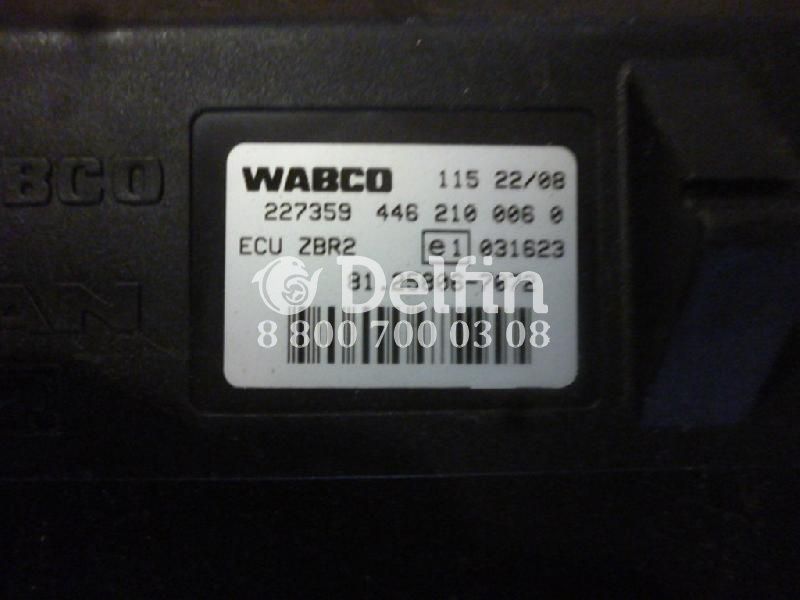 WABCO 115 22/08
227359 446 210 006 0
ECU ZBR2 e1 031623
Delfin
8 800 700 03 08